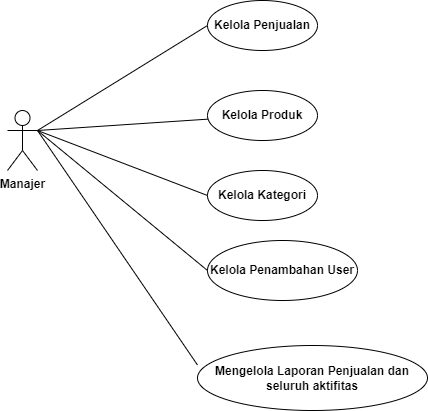 Kelola Penjualan
Kelola Produk
Manajer
Kelola Kategori
Kelola Penambahan User
Mengelola Laporan Penjualan dan
seluruh aktifitas